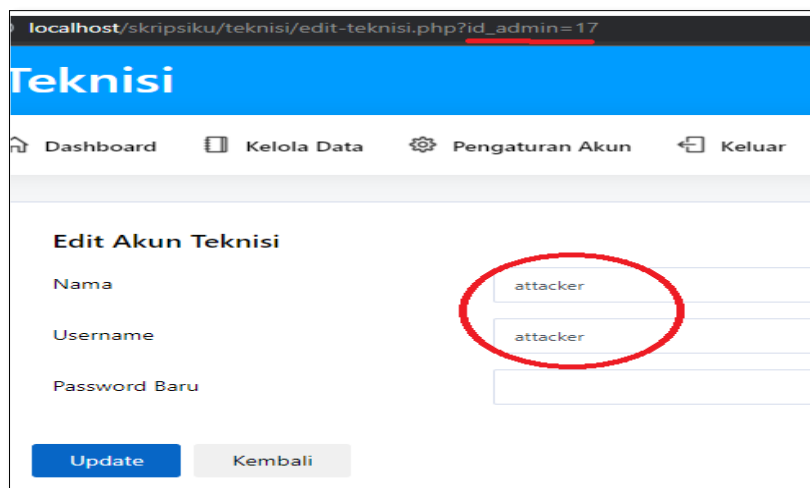 localhost/skripsiku/teknisi/edit-teknisi.php?id_admin=17
Teknisi
Dashboard Kelola Data Pengaturan Akun Keluar
Edit Akun Teknisi
Nama attacker
Username attacker
Password Baru
Update Kembali